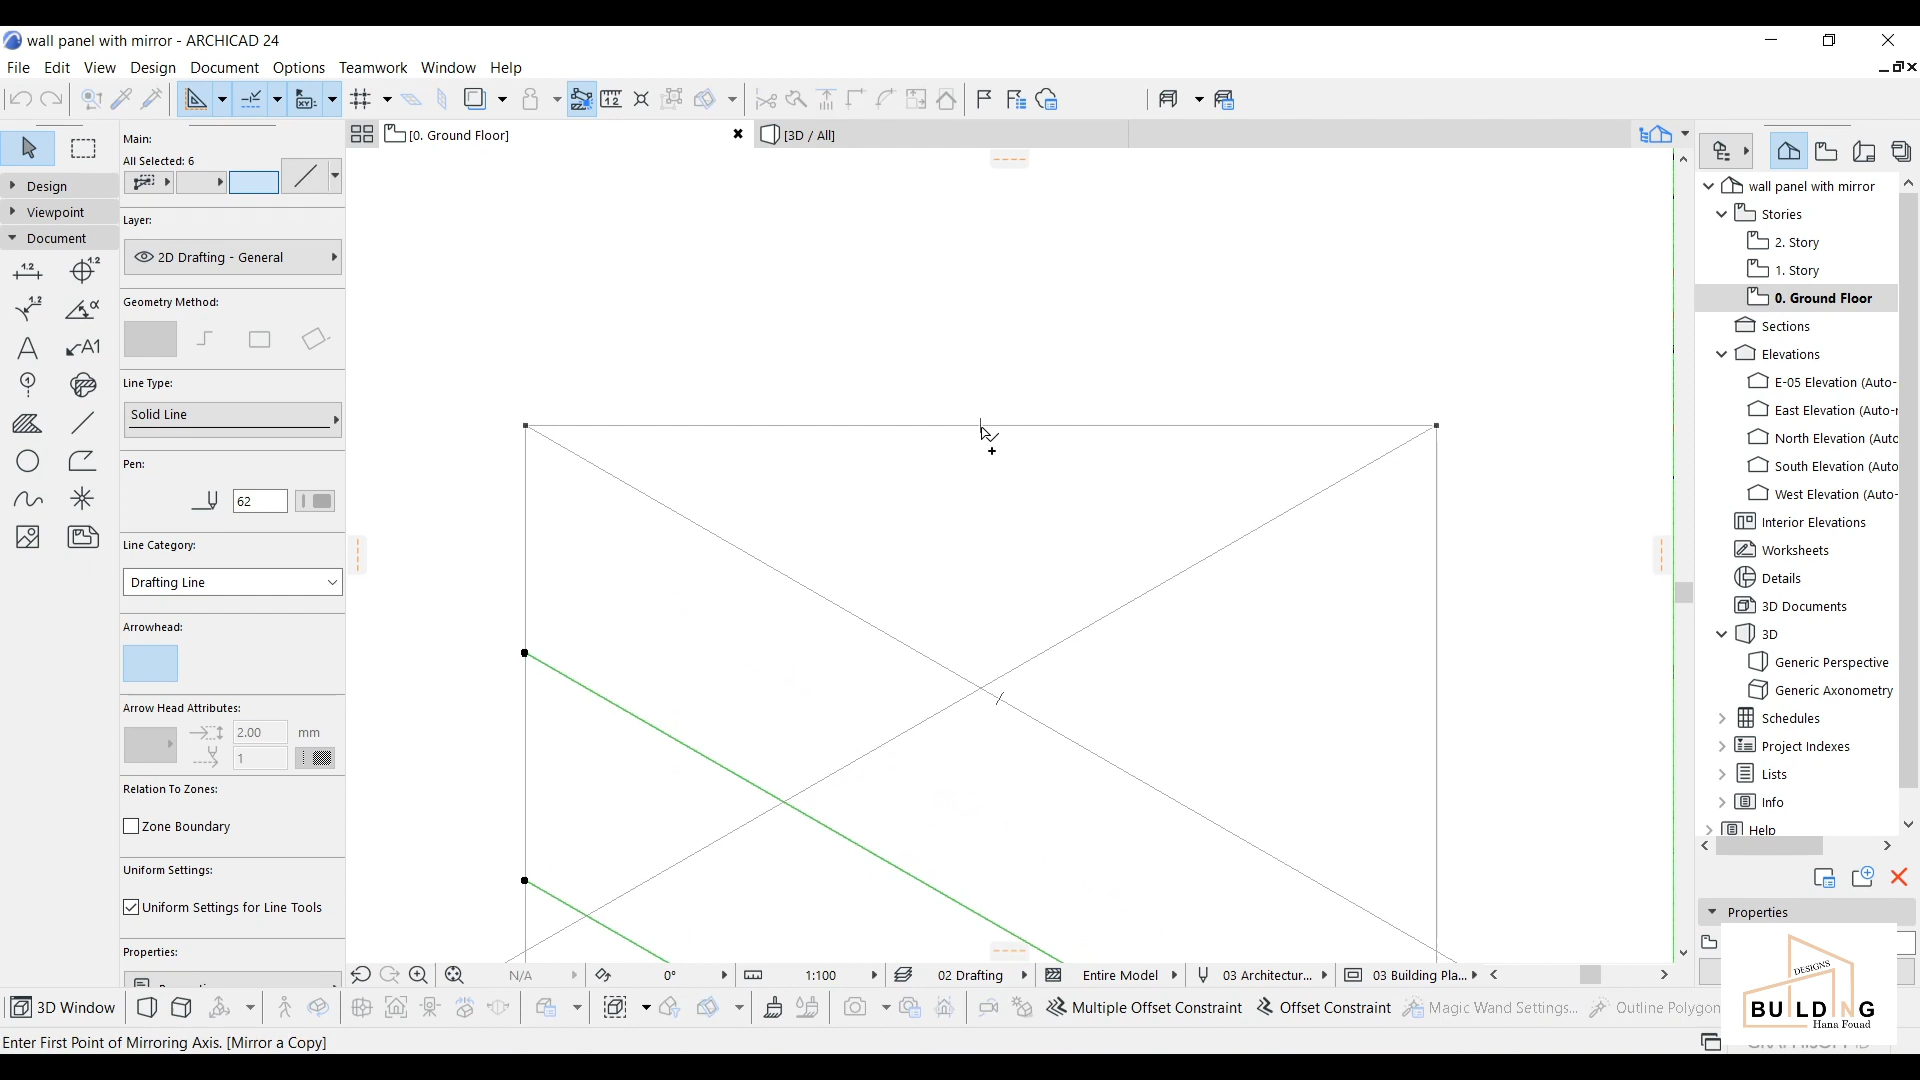 wall panel with mirror - ARCHICAD 24
File Edit View Design Document Options Teamwork Window Help
[0. Ground Floor]
[3D / All]
Main:
All Selected: 6
Design
Viewpoint
Document
Layer:
2D Drafting - General
Geometry Method:
Line Type:
Solid Line
Pen:
62
Line Category:
Drafting Line
Arrowhead:
Arrow Head Attributes:
2.00 mm
1
Relation To Zones:
Zone Boundary
Uniform Settings:
Uniform Settings for Line Tools
Properties:
wall panel with mirror
Stories
2. Story
1. Story
0. Ground Floor
Sections
Elevations
E-05 Elevation (Auto-
East Elevation (Auto-r
North Elevation (Autc
South Elevation (Autc
West Elevation (Auto-
Interior Elevations
Worksheets
Details
3D Documents
3D
Generic Perspective
Generic Axonometry
Schedules
Project Indexes
Lists
Info
Help
Properties
N/A 0° 1:100 02 Drafting Entire Model 03 Architectur... 03 Building Pla...
3D Window
Multiple Offset Constraint Offset Constraint Magic Wand Settings... Outline Polygon
Enter First Point of Mirroring Axis. [Mirror a Copy]
DESIGNS
BUILDING
Hana Fouad